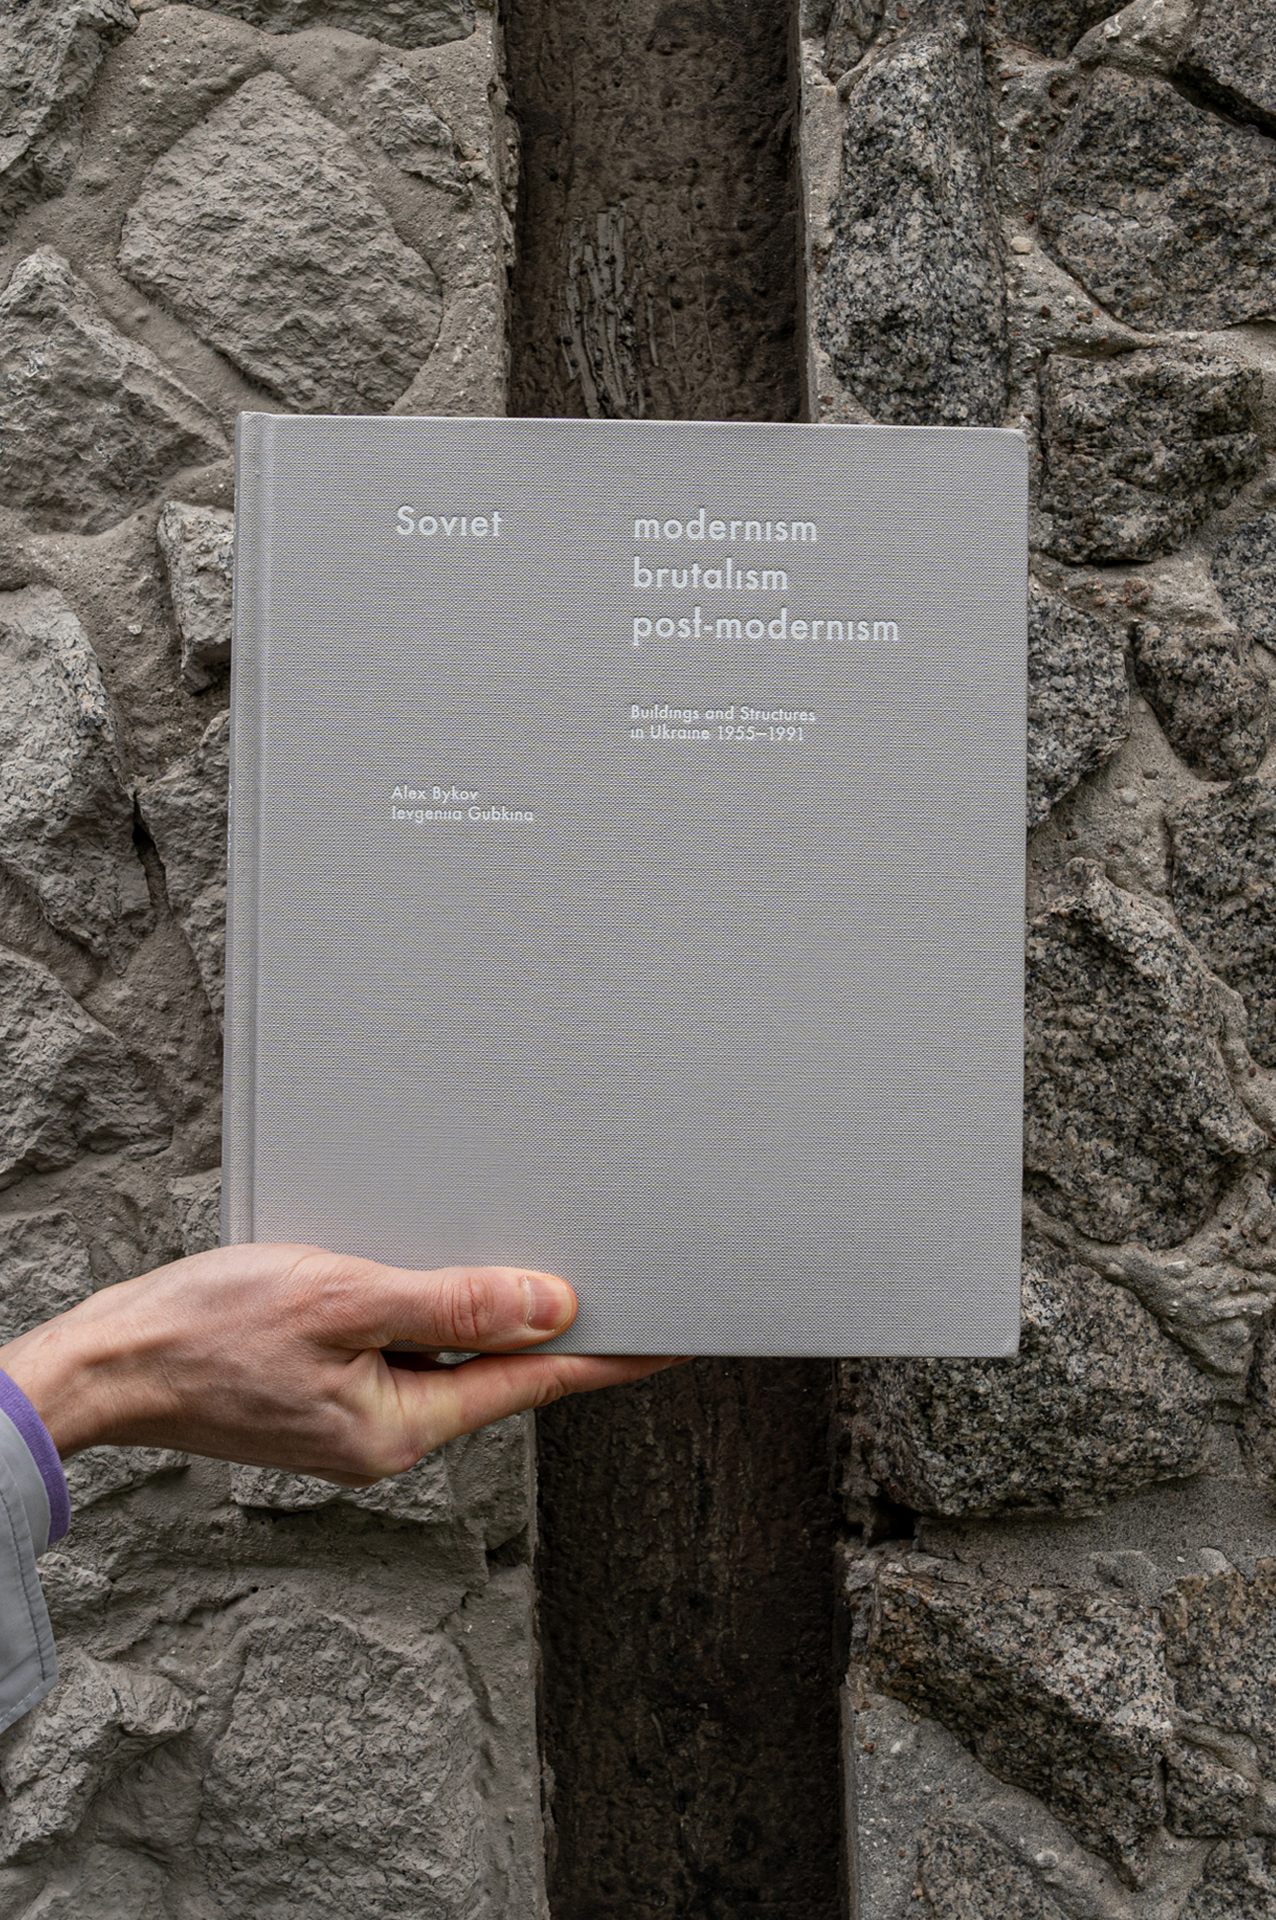 Soviet
modernism
brutalism
post-modernism
Buildings and Structures
in Ukraine 1955–1991
Alex Bykov
Ievgeniia Gubkina